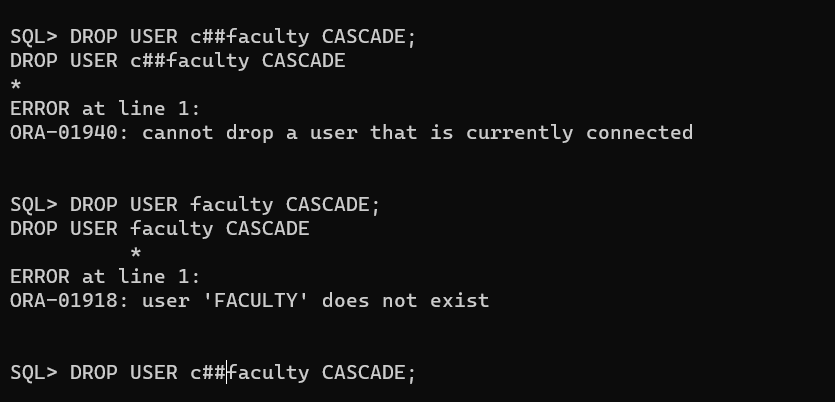 SQL> DROP USER c##faculty CASCADE;
DROP USER c##faculty CASCADE
*
ERROR at line 1:
ORA-01940: cannot drop a user that is currently connected
SQL> DROP USER faculty CASCADE;
DROP USER faculty CASCADE
*
ERROR at line 1:
ORA-01918: user 'FACULTY' does not exist
SQL> DROP USER c##faculty CASCADE;